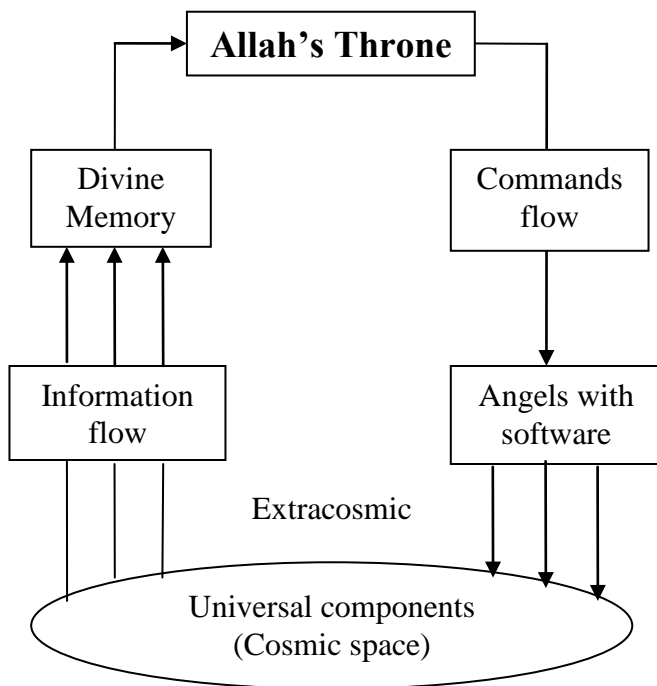 Allah’s Throne
Divine
Memory
Commands
flow
Information
flow
Angels with
software
Extracosmic
Universal components
(Cosmic space)